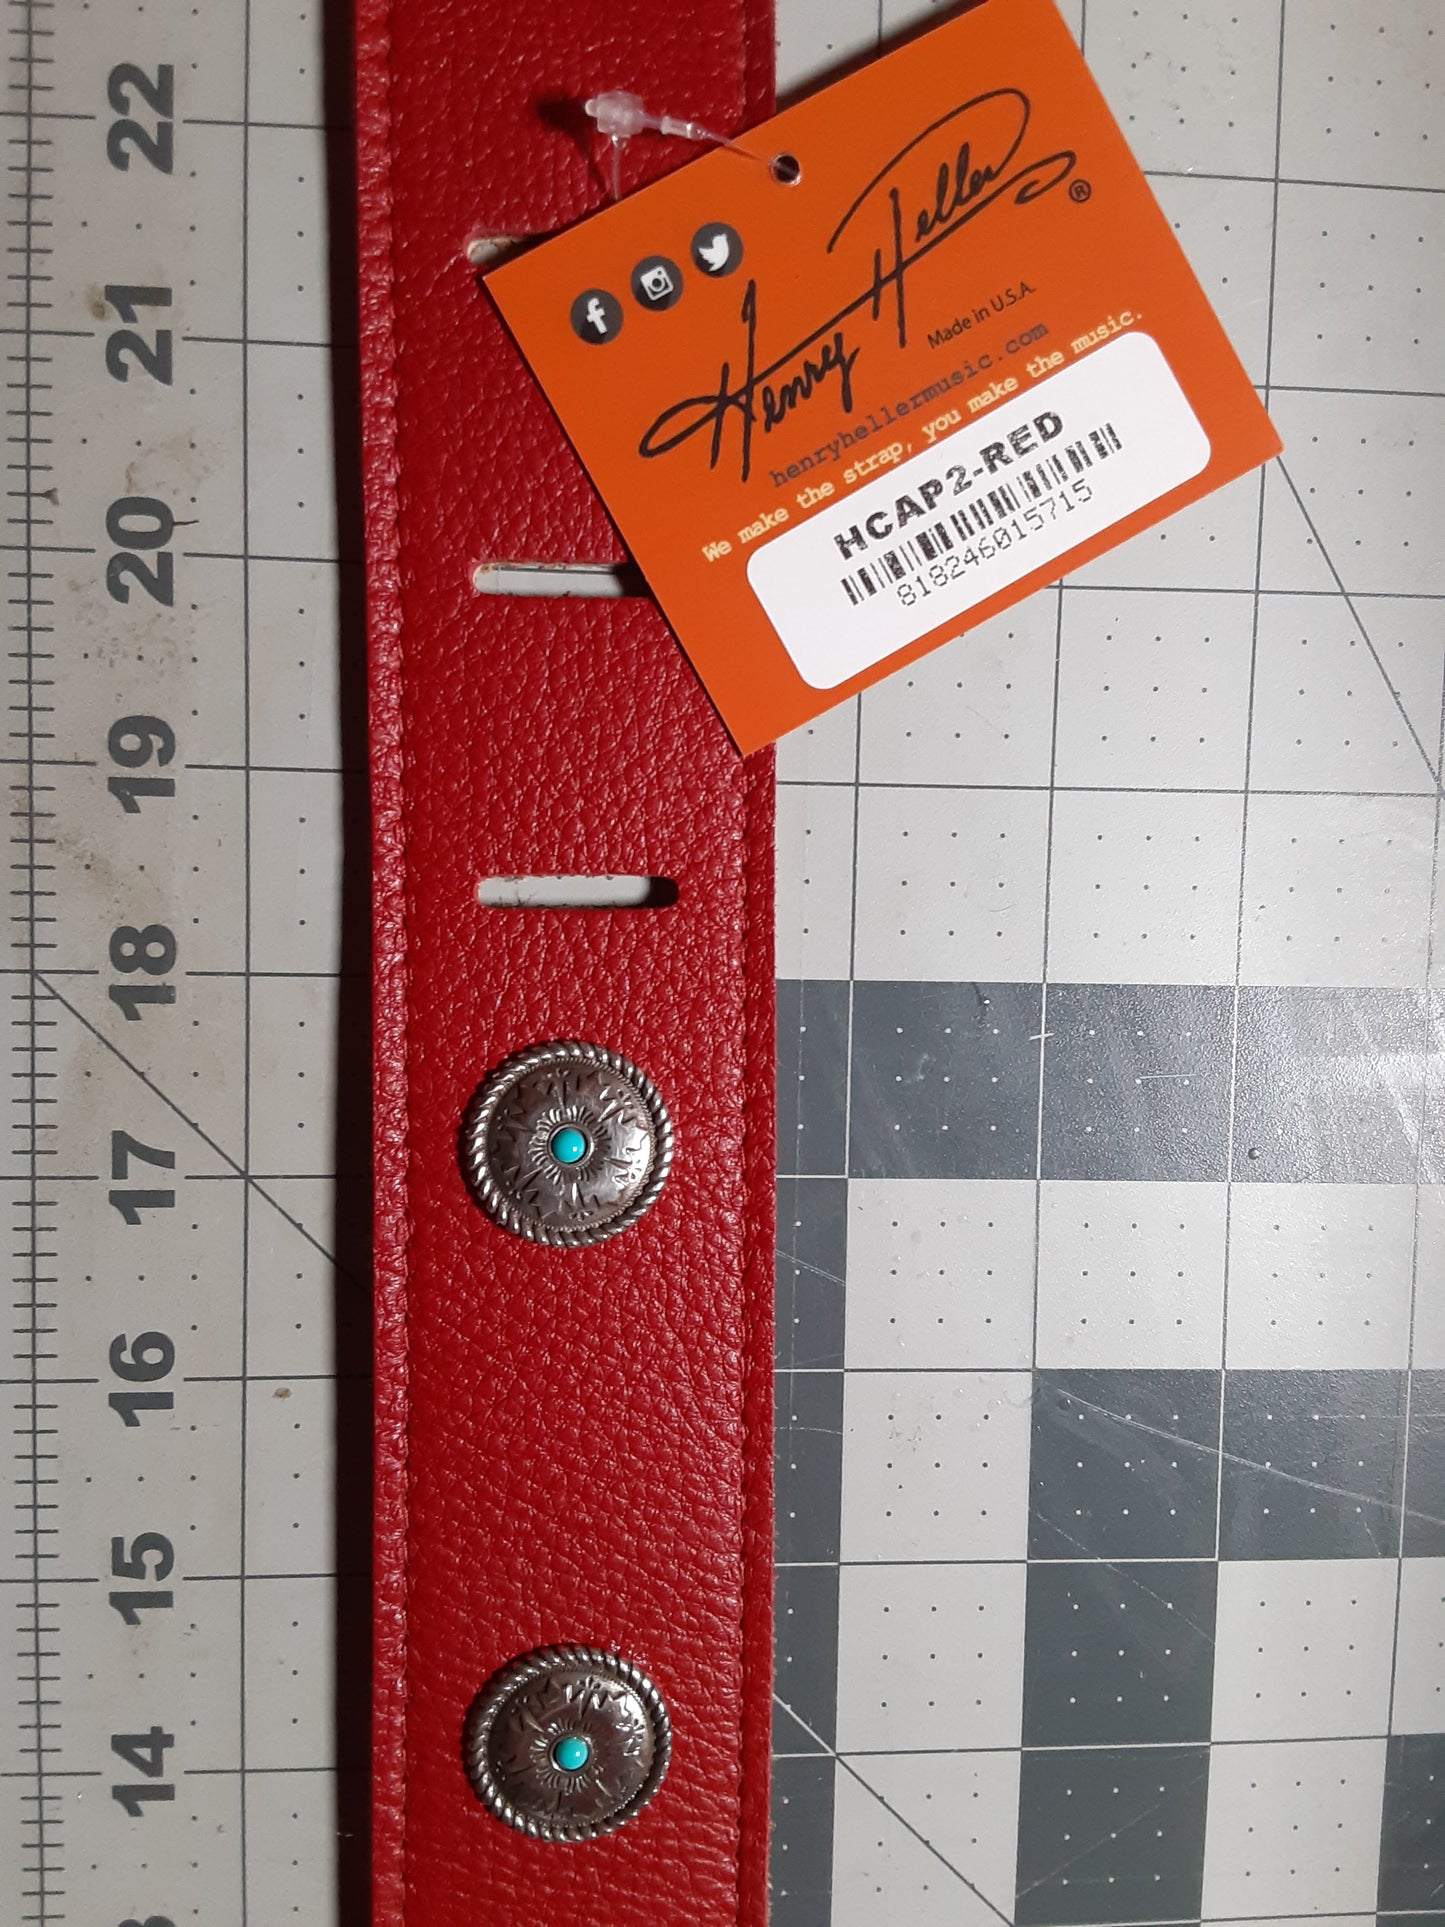 Henry Heller ®
Made in U.S.A.
henryhellermusic.com
We make the strap, you make the music.
HCAP2-RED
818246015715
22
21
20
19
18
17
16
15
14